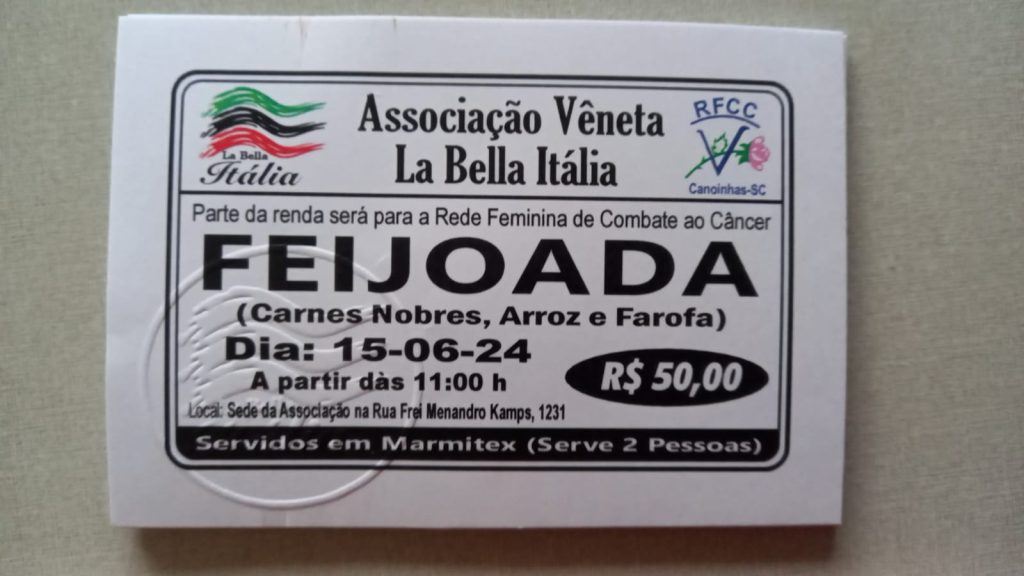 La Bella
Itália
Associação Vêneta
La Bella Itália
RFCC
Canoinhas-SC
Parte da renda será para a Rede Feminina de Combate ao Câncer
FEIJOADA
(Carnes Nobres, Arroz e Farofa)
Dia: 15-06-24
A partir dàs 11:00 h
R$ 50,00
Local: Sede da Associação na Rua Frei Menandro Kamps, 1231
Servidos em Marmitex (Serve 2 Pessoas)